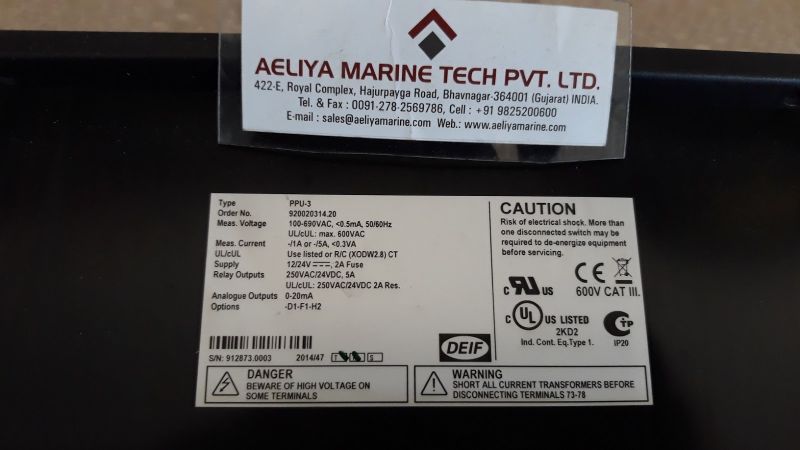 AELIYA MARINE TECH PVT. LTD.
422-E, Royal Complex, Hajurpayga Road, Bhavnagar-364001 (Gujarat) INDIA.
Tel. & Fax : 0091-278-2569786, Cell : +91 9825200600
E-mail : sales@aeliyamarine.com Web.: www.aeliyamarine.com
Type PPU-3
Order No. 920020314.20
Meas. Voltage 100-690VAC, <0.5mA, 50/60Hz
UL/cUL: max. 600VAC
Meas. Current -/1A or -/5A, <0.3VA
UL/cUL Use listed or R/C (XODW2.8) CT
Supply 12/24V ⎓, 2A Fuse
Relay Outputs 250VAC/24VDC, 5A
UL/cUL: 250VAC/24VDC 2A Res.
Analogue Outputs 0-20mA
Options -D1-F1-H2
S/N: 912873.0003 2014/47 T S
DEIF
CAUTION
Risk of electrical shock. More than
one disconnected switch may be
required to de-energize equipment
before servicing.
CE
c UR US 600V CAT III.
C UL US LISTED
2KD2
Ind. Cont. Eq.Type 1.
IP20
DANGER
BEWARE OF HIGH VOLTAGE ON
SOME TERMINALS
WARNING
SHORT ALL CURRENT TRANSFORMERS BEFORE
DISCONNECTING TERMINALS 73-78